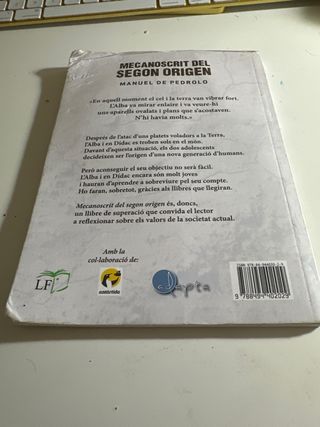 MECANOSCRIT DEL
SEGON ORIGEN
MANUEL DE PEDROLO
«En aquell moment el cel i la terra van vibrar fort.
L'Alba va mirar enlaire i va veure-hi
uns aparells ovalats i plans que s'acostaven.
N'hi havia molts.»
Després de l'atac d'uns platets voladors a la Terra,
l'Alba i en Dídac es troben sols en el món.
Davant d'aquesta situació, els dos adolescents
decideixen ser l'origen d'una nova generació d'humans.
Però aconseguir el seu objectiu no serà fàcil.
L'Alba i en Dídac encara són molt joves
i hauran d'aprendre a sobreviure pel seu compte.
Ho faran, sobretot, gràcies als llibres que llegiran.
Mecanoscrit del segon origen és, doncs,
un llibre de superació que convida el lector
a reflexionar sobre els valors de la societat actual.
Amb la
col·laboració de:
LF
nostàrtida
adapta
9 788494 402029